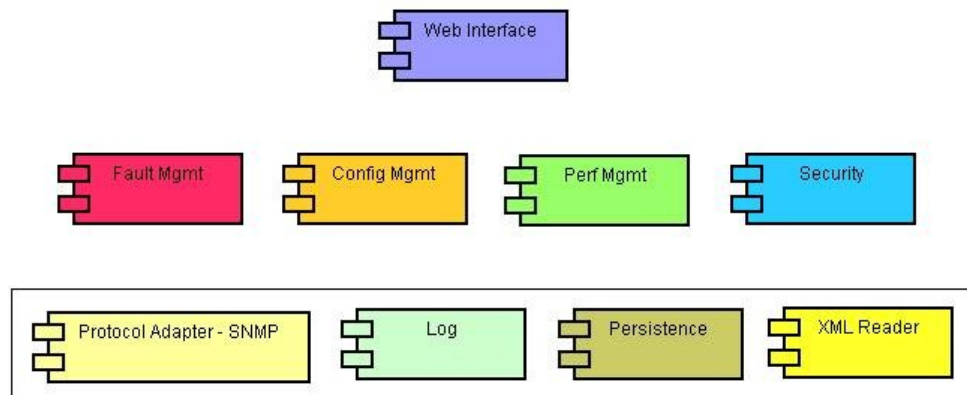 Web Interface
Fault Mgmt
Config Mgmt
Perf Mgmt
Security
Protocol Adapter - SNMP
Log
Persistence
XML Reader